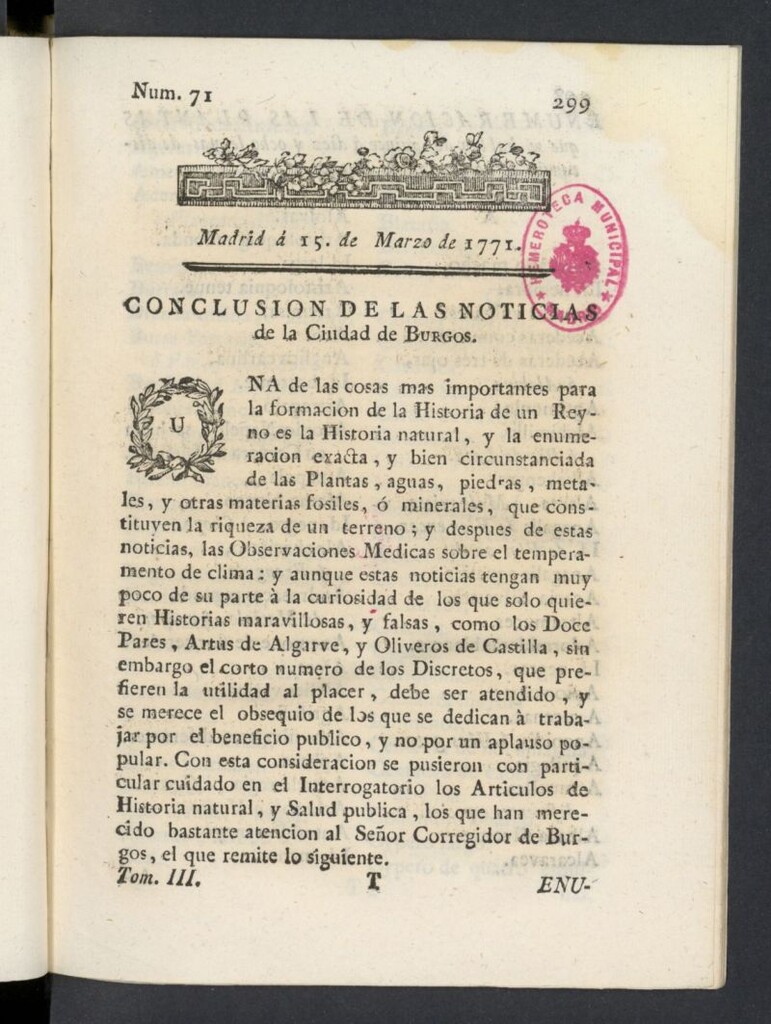 Num. 71
299
Madrid á 15. de Marzo de 1771.
HEMEROTECA MUNICIPAL
MADRID
CONCLUSION DE LAS NOTICIAS
de la Ciudad de BURGOS.
UNA de las cosas mas importantes para
la formacion de la Historia de un Rey-
no es la Historia natural, y la enume-
racion exacta, y bien circunstanciada
de las Plantas, aguas, piedras, meta-
les, y otras materias fosiles, ó minerales, que cons-
tituyen la riqueza de un terreno; y despues de estas
noticias, las Observaciones Medicas sobre el tempera-
mento de clima: y aunque estas noticias tengan muy
poco de su parte à la curiosidad de los que solo quie-
ren Historias maravillosas, y falsas, como los Doce
Pares, Artus de Algarve, y Oliveros de Castilla, sin
embargo el corto numero de los Discretos, que pre-
fieren la utilidad al placer, debe ser atendido, y
se merece el obsequio de los que se dedican à traba-
jar por el beneficio publico, y no por un aplauso po-
pular. Con esta consideracion se pusieron con parti-
cular cuidado en el Interrogatorio los Articulos de
Historia natural, y Salud publica, los que han mere-
cido bastante atencion al Señor Corregidor de Bur-
gos, el que remite lo siguiente.
Tom. III.
T
ENU-